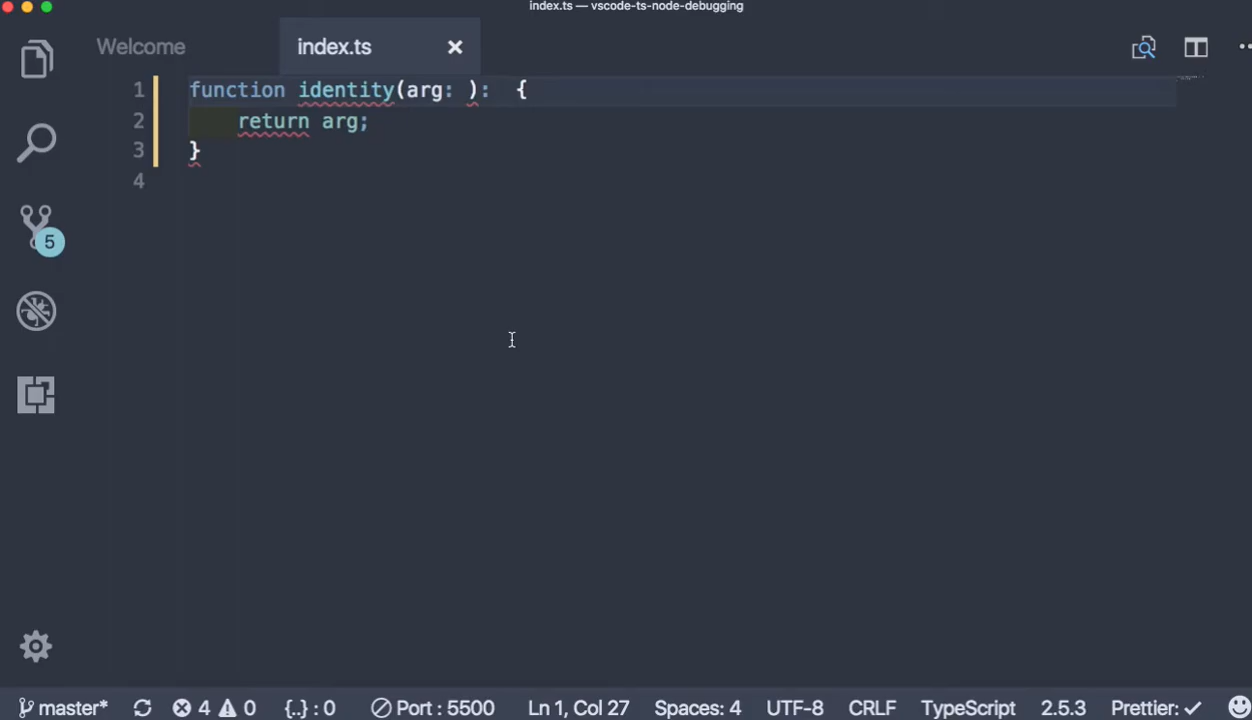 index.ts — vscode-ts-node-debugging
Welcome index.ts
1 function identity(arg: ):  {
2     return arg;
3 }
4
5
master* 4 0 {..} : 0 Port : 5500 Ln 1, Col 27 Spaces: 4 UTF-8 CRLF TypeScript 2.5.3 Prettier: ✓